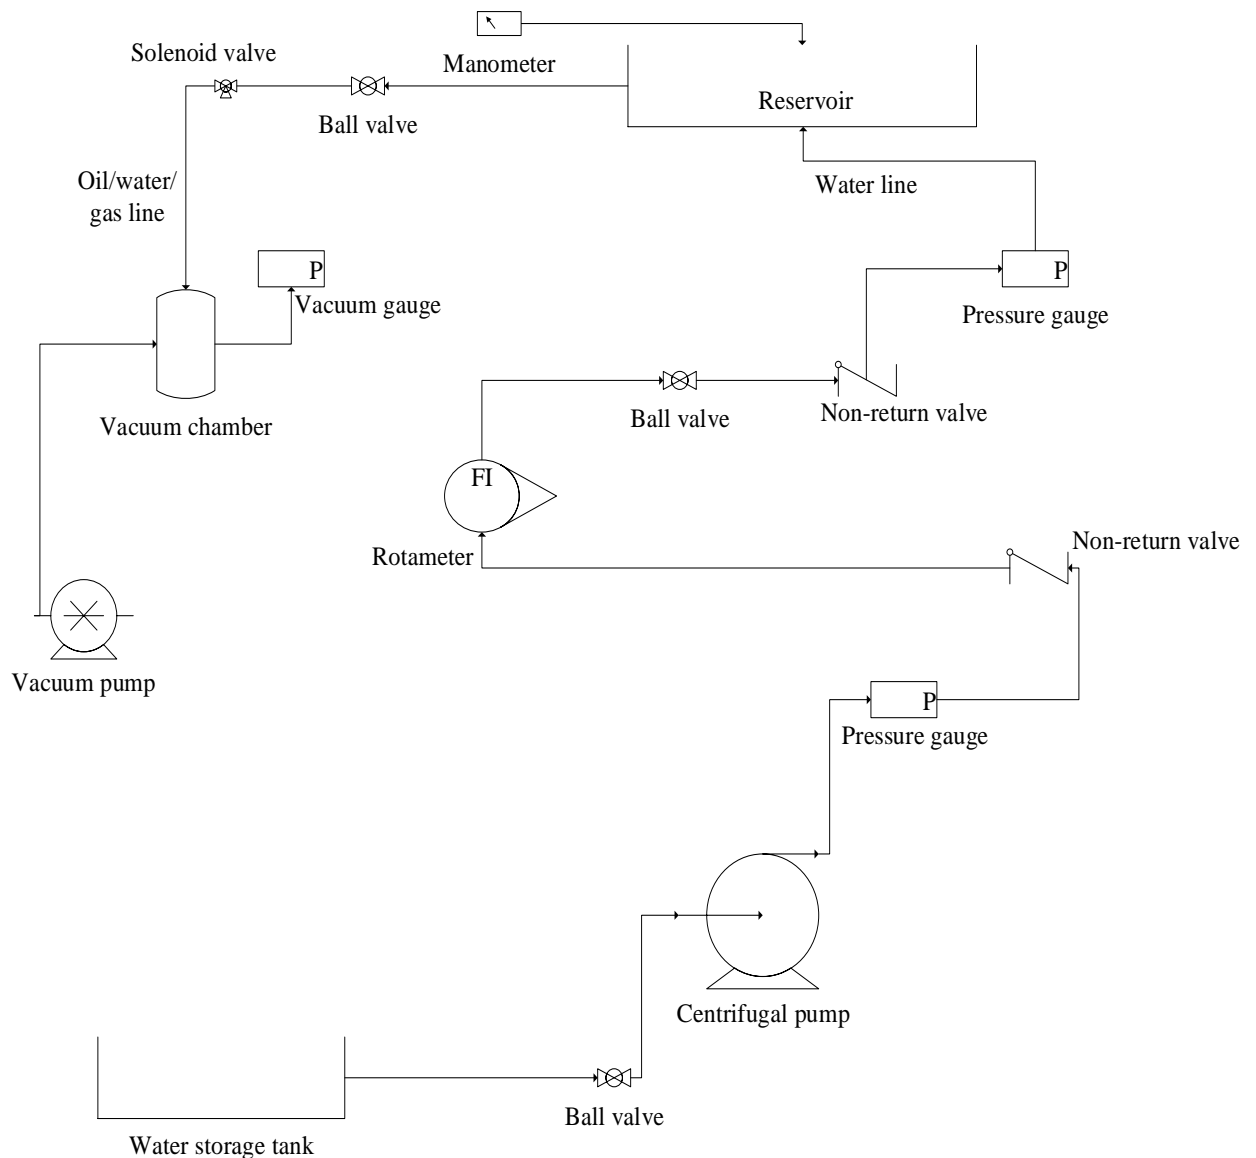 Solenoid valve
Manometer
Reservoir
Ball valve
Oil/water/
gas line
Water line
P
Vacuum gauge
P
Pressure gauge
Vacuum chamber
Ball valve
Non-return valve
FI
Rotameter
Non-return valve
Vacuum pump
P
Pressure gauge
Centrifugal pump
Ball valve
Water storage tank